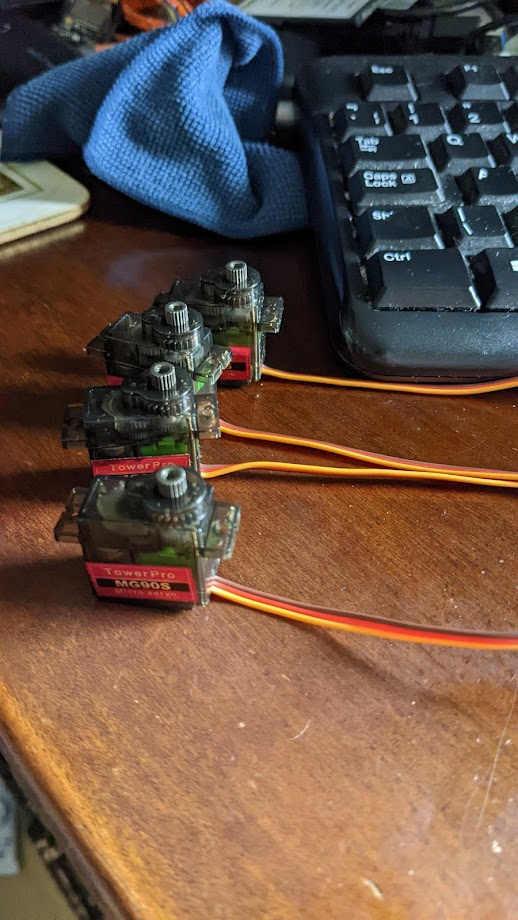 Esc
F1
1
2
Tab
Q
Caps
Lock
A
Ctrl
TowerPro
TowerPro
MG90S
Micro servo